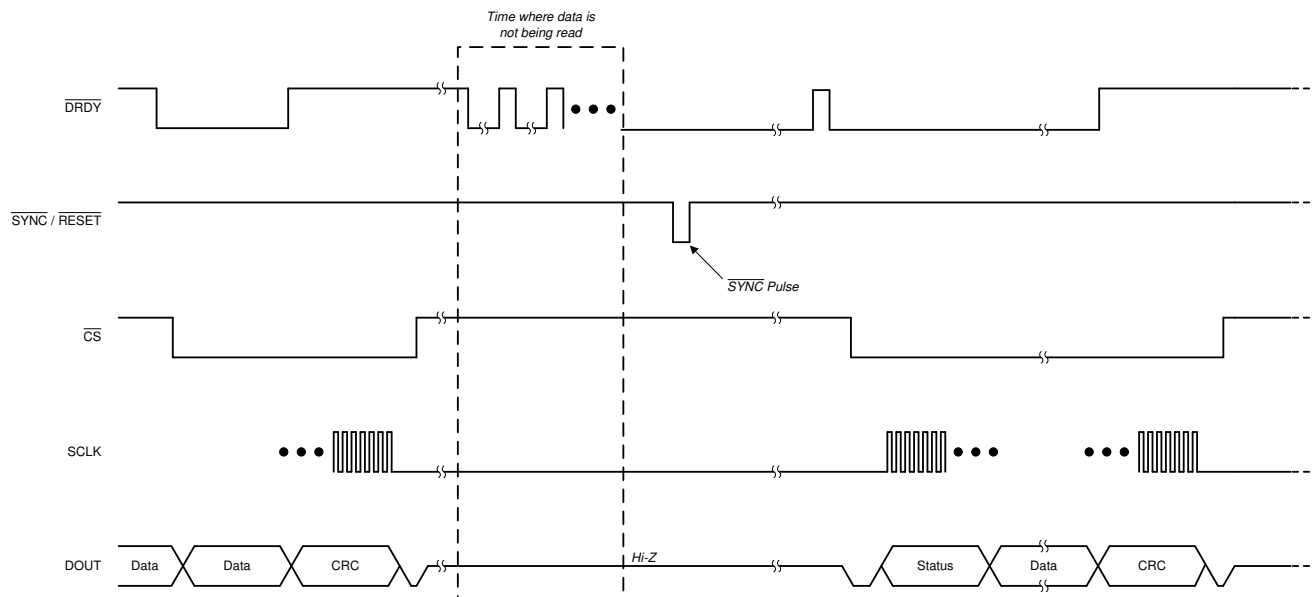 Time where data is
not being read
DRDY
SYNC / RESET
SYNC Pulse
CS
SCLK
DOUT
Data
Data
CRC
Hi-Z
Status
Data
CRC